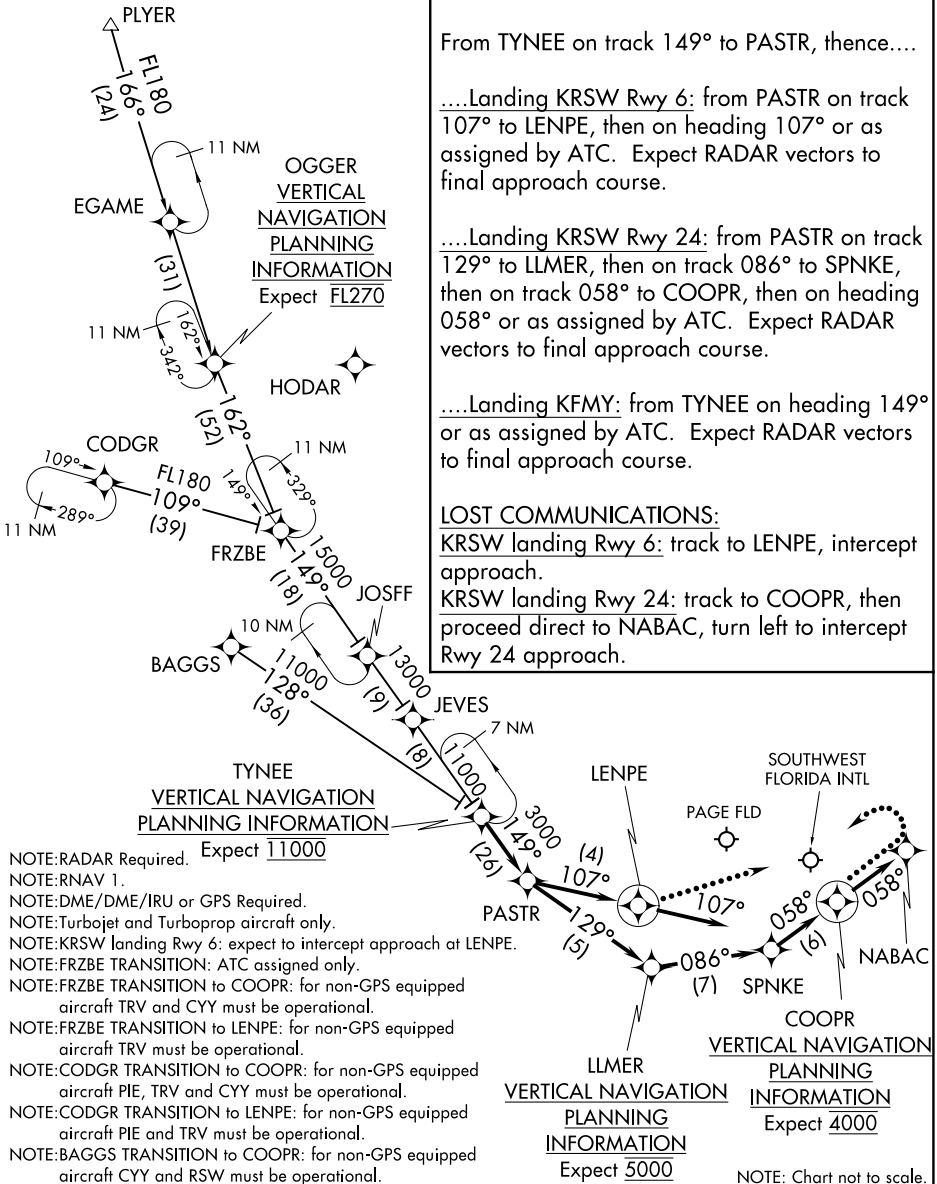 PLYER
FL180
166°
(24)
11 NM
EGAME
(31)
OGGER
VERTICAL
NAVIGATION
PLANNING
INFORMATION
Expect FL270
11 NM
162°
342°
HODAR
162°
(52)
CODGR
109°
289°
11 NM
FL180
109°
(39)
11 NM
149°
329°
FRZBE
15000
149°
(18)
JOSFF
10 NM
BAGGS
11000
128°
(36)
13000
(9)
JEVES
(8)
11000
7 NM
TYNEE
VERTICAL NAVIGATION
PLANNING INFORMATION
Expect 11000
3000
149°
(26)
PASTR
LENPE
(4)
107°
107°
PAGE FLD
SOUTHWEST
FLORIDA INTL
129°
(5)
086°
(7)
SPNKE
058°
(6)
058°
NABAC
LLMER
VERTICAL NAVIGATION
PLANNING
INFORMATION
Expect 5000
COOPR
VERTICAL NAVIGATION
PLANNING
INFORMATION
Expect 4000
From TYNEE on track 149° to PASTR, thence....
....Landing KRSW Rwy 6: from PASTR on track
107° to LENPE, then on heading 107° or as
assigned by ATC. Expect RADAR vectors to
final approach course.
....Landing KRSW Rwy 24: from PASTR on track
129° to LLMER, then on track 086° to SPNKE,
then on track 058° to COOPR, then on heading
058° or as assigned by ATC. Expect RADAR
vectors to final approach course.
....Landing KFMY: from TYNEE on heading 149°
or as assigned by ATC. Expect RADAR vectors
to final approach course.
LOST COMMUNICATIONS:
KRSW landing Rwy 6: track to LENPE, intercept
approach.
KRSW landing Rwy 24: track to COOPR, then
proceed direct to NABAC, turn left to intercept
Rwy 24 approach.
NOTE:RADAR Required.
NOTE:RNAV 1.
NOTE:DME/DME/IRU or GPS Required.
NOTE:Turbojet and Turboprop aircraft only.
NOTE:KRSW landing Rwy 6: expect to intercept approach at LENPE.
NOTE:FRZBE TRANSITION: ATC assigned only.
NOTE:FRZBE TRANSITION to COOPR: for non-GPS equipped
aircraft TRV and CYY must be operational.
NOTE:FRZBE TRANSITION to LENPE: for non-GPS equipped
aircraft TRV must be operational.
NOTE:CODGR TRANSITION to COOPR: for non-GPS equipped
aircraft PIE, TRV and CYY must be operational.
NOTE:CODGR TRANSITION to LENPE: for non-GPS equipped
aircraft PIE and TRV must be operational.
NOTE:BAGGS TRANSITION to COOPR: for non-GPS equipped
aircraft CYY and RSW must be operational.
NOTE: Chart not to scale.